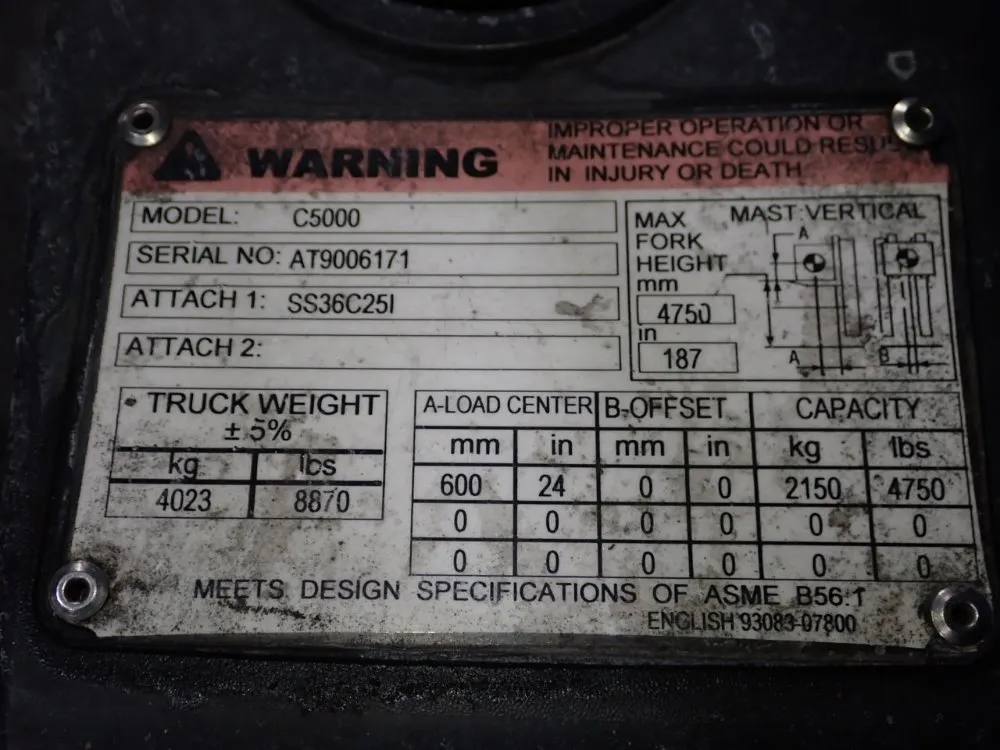 WARNING
IMPROPER OPERATION OR
MAINTENANCE COULD RESULT
IN INJURY OR DEATH
MODEL: C5000
SERIAL NO: AT9006171
ATTACH 1: SS36C25I
ATTACH 2:
MAX FORK HEIGHT
mm
4750
in
187
MAST:VERTICAL
A
A
B
• TRUCK WEIGHT
± 5%
kg lbs
4023 8870
A-LOAD CENTER B-OFFSET CAPACITY
mm in mm in kg lbs
600 24 0 0 2150 4750
0 0 0 0 0 0
0 0 0 0 0 0
MEETS DESIGN SPECIFICATIONS OF ASME B56.1
ENGLISH 93083-07800